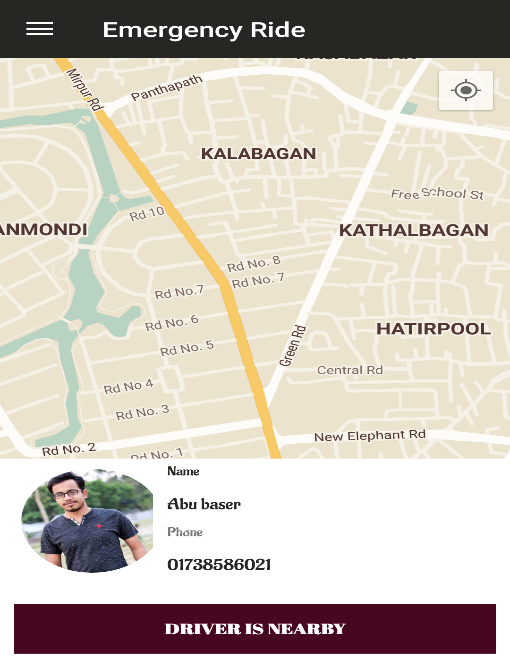 Emergency Ride
Mirpur Rd
Panthapath
KALABAGAN
Free School St
Rd 10
ANMONDI
KATHALBAGAN
Rd No. 8
Rd No. 7
Rd No.7
Rd No. 6
HATIRPOOL
Rd No. 5
Green Rd
Central Rd
Rd No 4
Rd No. 3
New Elephant Rd
Rd No. 2
Rd No. 1
Name
Abu baser
Phone
01738586021
DRIVER IS NEARBY